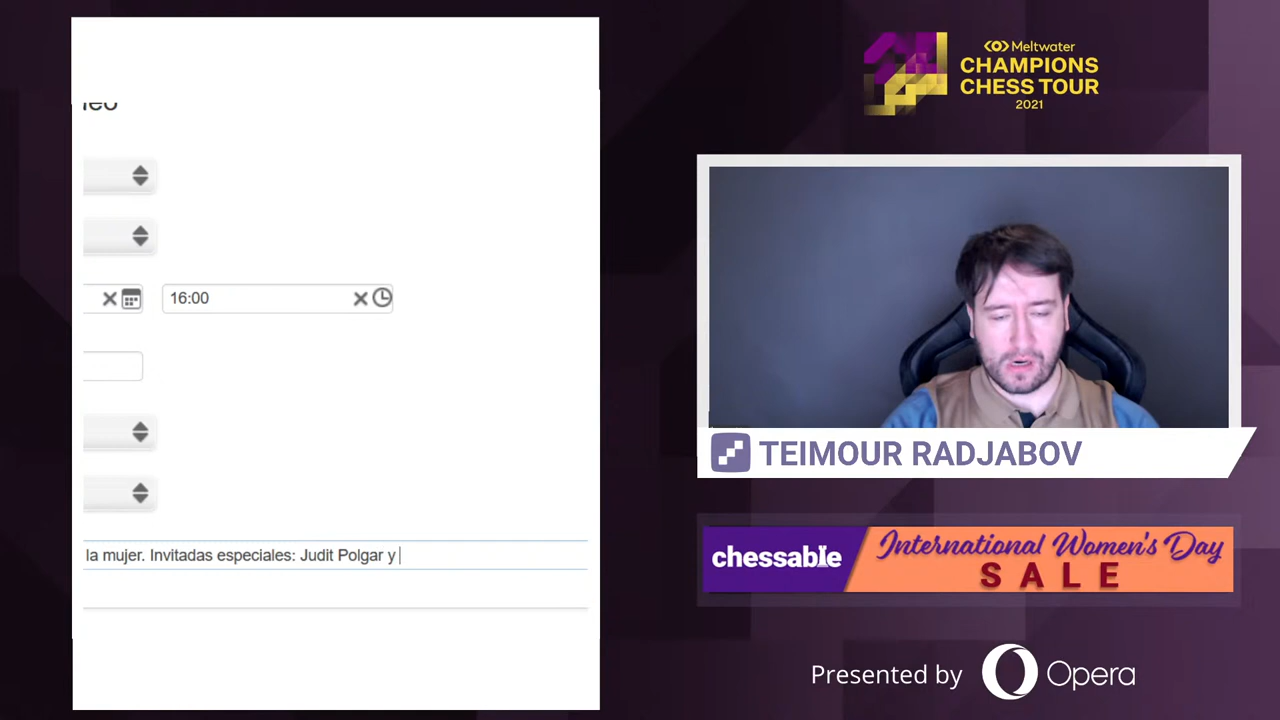 Meltwater
CHAMPIONS
CHESS TOUR
2021
16:00
TEIMOUR RADJABOV
la mujer. Invitadas especiales: Judit Polgar y
chessable
International Women's Day
SALE
Presented by
Opera